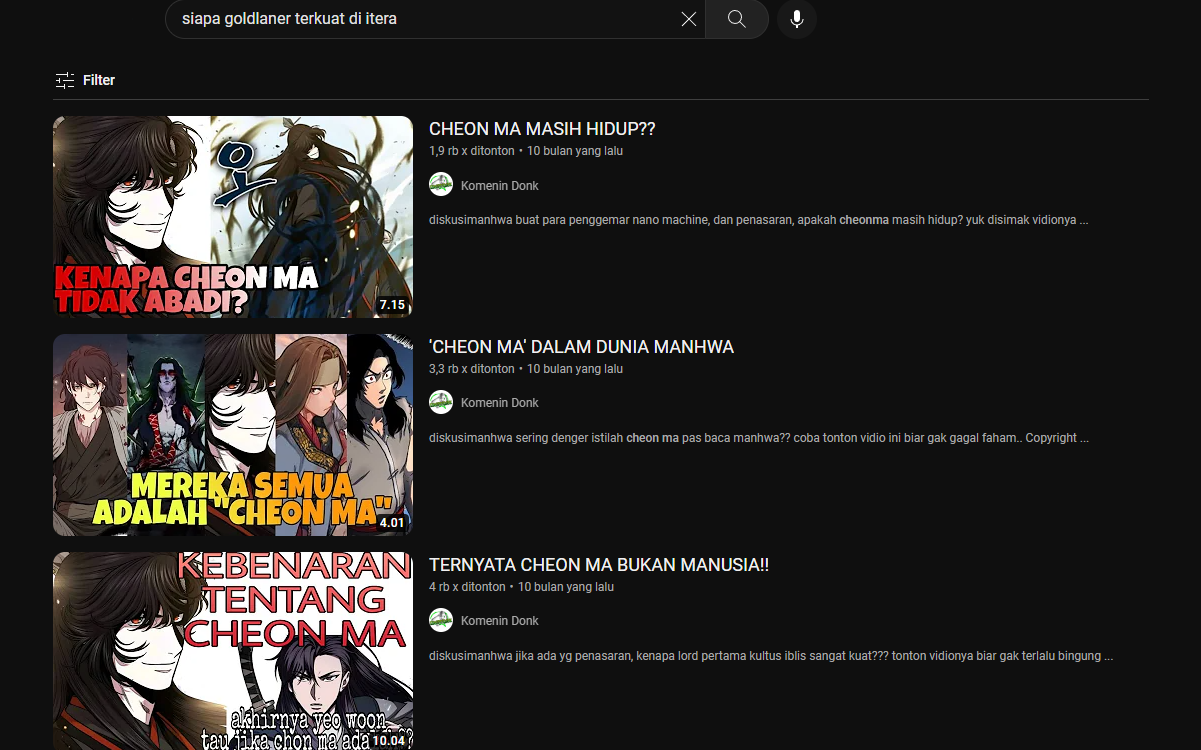 siapa goldlaner terkuat di itera
Filter
오
KENAPA CHEON MA
TIDAK ABADI?
7.15
CHEON MA MASIH HIDUP??
1,9 rb x ditonton • 10 bulan yang lalu
Komenin Donk
diskusimanhwa buat para penggemar nano machine, dan penasaran, apakah cheonma masih hidup? yuk disimak vidionya ...
MEREKA SEMUA
ADALAH "CHEON MA"
4.01
'CHEON MA' DALAM DUNIA MANHWA
3,3 rb x ditonton • 10 bulan yang lalu
Komenin Donk
diskusimanhwa sering denger istilah cheon ma pas baca manhwa?? coba tonton vidio ini biar gak gagal faham.. Copyright ...
KEBENARAN
TENTANG
CHEON MA
akhirnya yeo woon
tau jika chon ma
10.04
TERNYATA CHEON MA BUKAN MANUSIA!!
4 rb x ditonton • 10 bulan yang lalu
Komenin Donk
diskusimanhwa jika ada yg penasaran, kenapa lord pertama kultus iblis sangat kuat??? tonton vidionya biar gak terlalu bingung ...